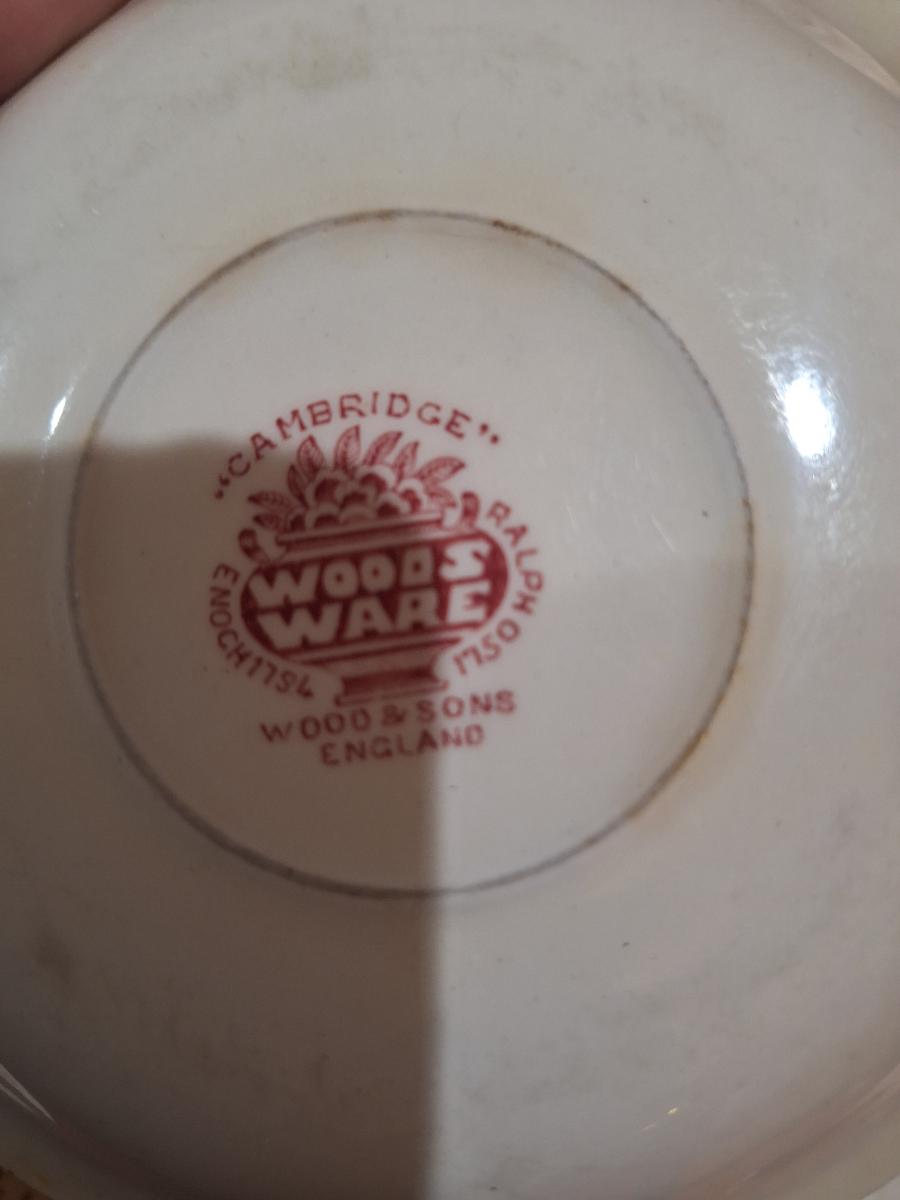 "CAMBRIDGE"
RALPH 1750
ENOCH 1784
WOODS
WARE
WOOD & SONS
ENGLAND